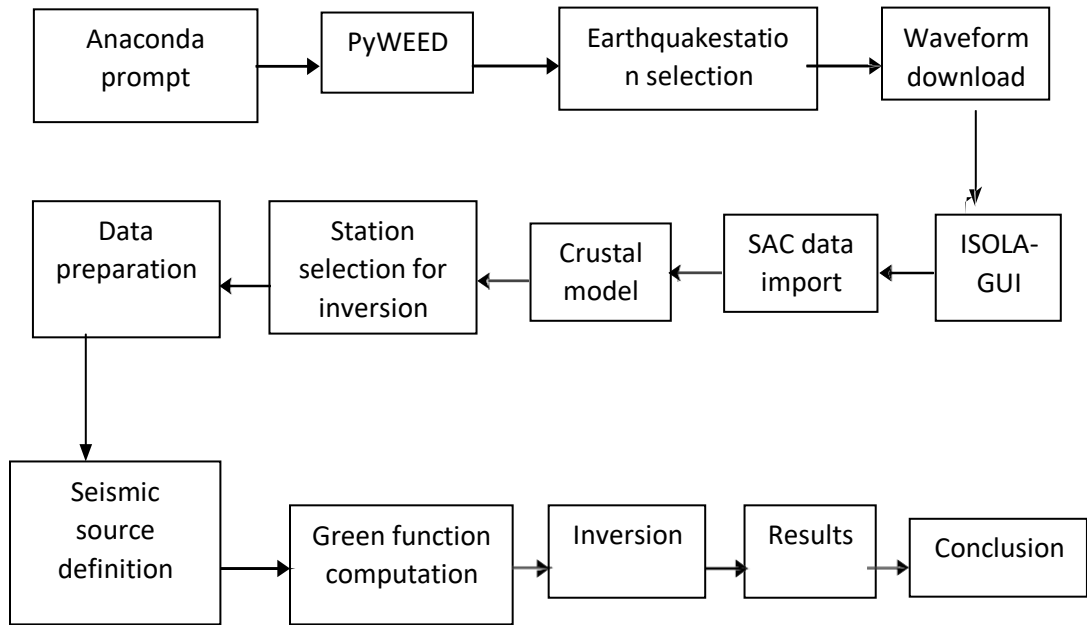 Anaconda
prompt
PyWEED
Earthquakestatio
n selection
Waveform
download
ISOLA-
GUI
SAC data
import
Crustal
model
Station
selection for
inversion
Data
preparation
Seismic
source
definition
Green function
computation
Inversion
Results
Conclusion